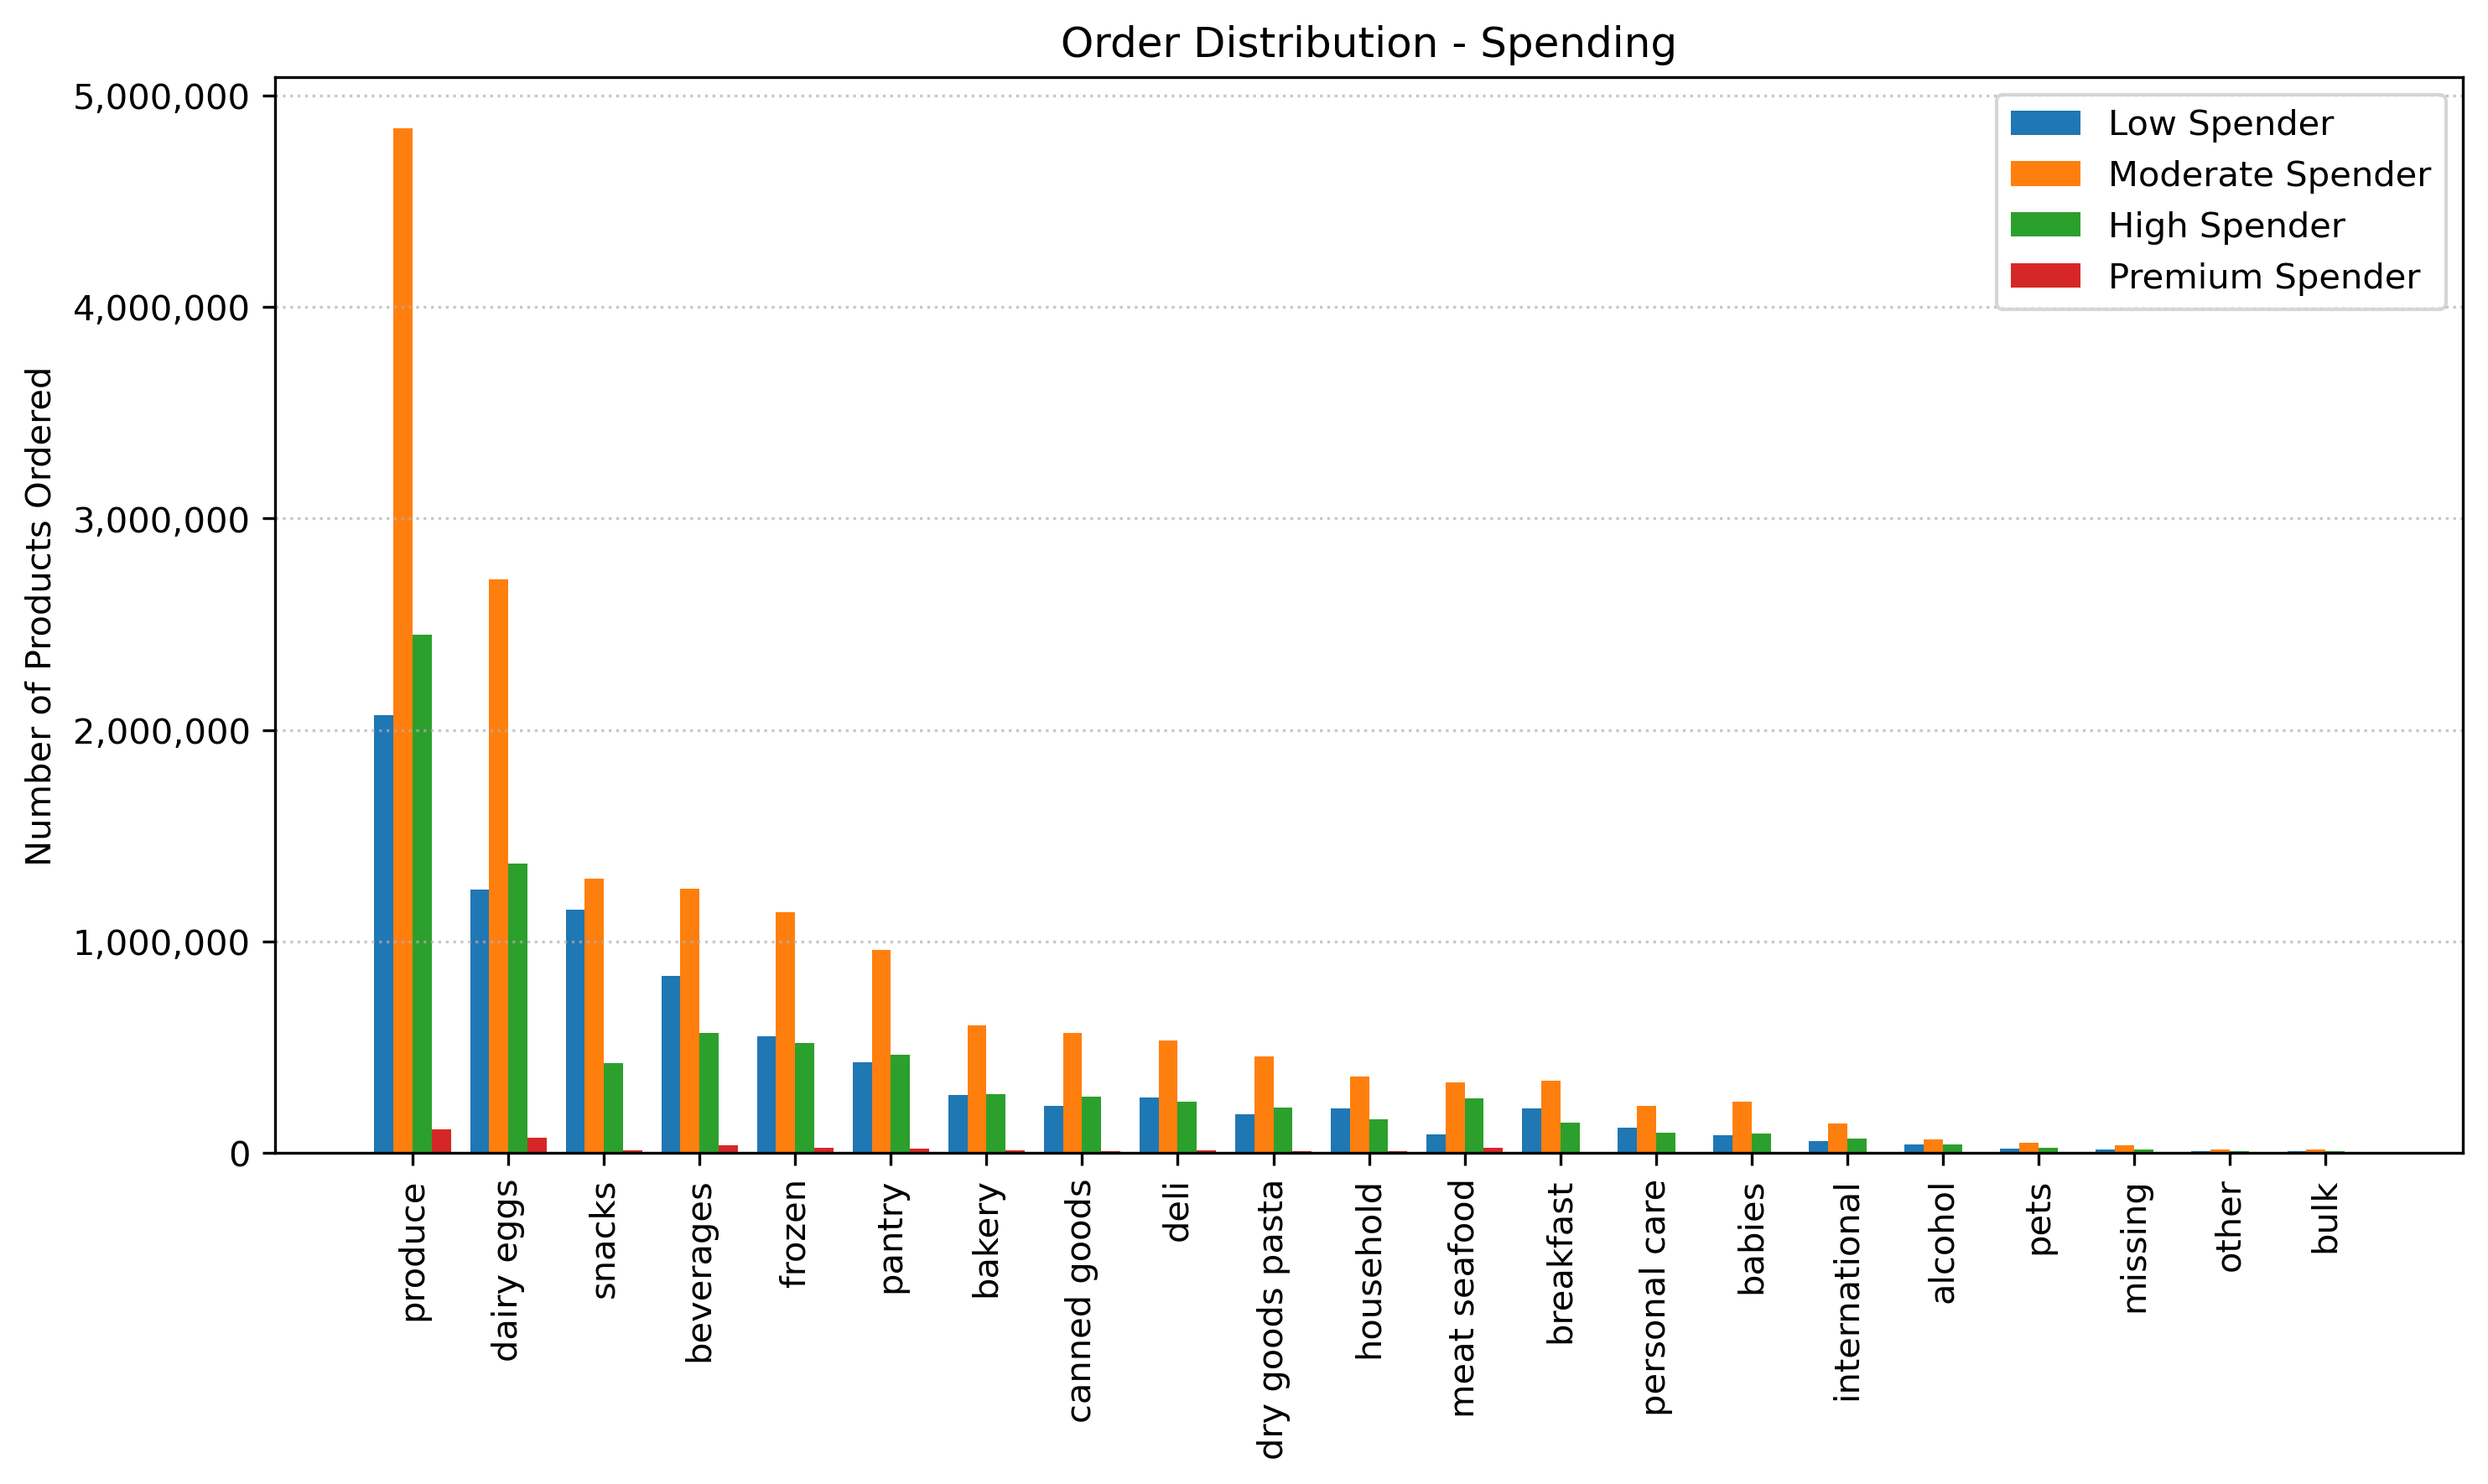 Order Distribution - Spending
Number of Products Ordered
5,000,000
4,000,000
3,000,000
2,000,000
1,000,000
0
Low Spender
Moderate Spender
High Spender
Premium Spender
produce
dairy eggs
snacks
beverages
frozen
pantry
bakery
canned goods
deli
dry goods pasta
household
meat seafood
breakfast
personal care
babies
international
alcohol
pets
missing
other
bulk